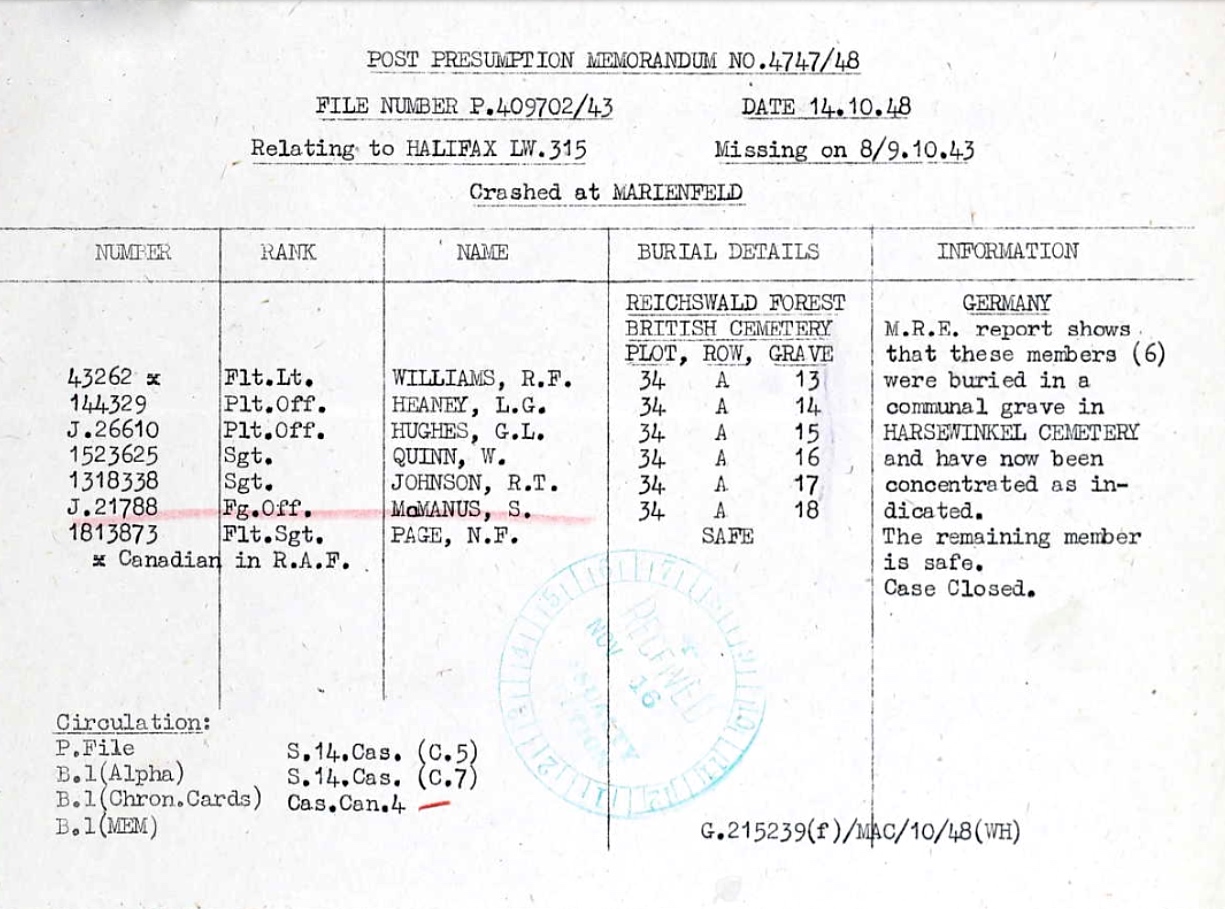 POST PRESUMPTION MEMORANDUM NO.4747/48
FILE NUMBER P.409702/43 DATE 14.10.48
Relating to HALIFAX LW.315 Missing on 8/9.10.43
Crashed at MARIENFELD
NUMBER RANK NAME BURIAL DETAILS INFORMATION
REICHSWALD FOREST GERMANY
BRITISH CEMETERY M.R.E. report shows
PLOT, ROW, GRAVE that these members (6)
43262 x Flt.Lt. WILLIAMS, R.F. 34 A 13 were buried in a
144329 Plt.Off. HEANEY, L.G. 34 A 14 communal grave in
J.26610 Plt.Off. HUGHES, G.L. 34 A 15 HARSEWINKEL CEMETERY
1523625 Sgt. QUINN, W. 34 A 16 and have now been
1318338 Sgt. JOHNSON, R.T. 34 A 17 concentrated as in-
J.21788 Fg.Off. McMANUS, S. 34 A 18 dicated.
1813873 Flt.Sgt. PAGE, N.F. SAFE The remaining member
x Canadian in R.A.F. is safe.
Case Closed.
RECEIVED
NOV 16
Circulation:
P.File S.14.Cas. (C.5)
B.1(Alpha) S.14.Cas. (C.7)
B.1(Chron.Cards) Cas.Can.4
B.1(MEM)
G.215239(f)/MAC/10/48(WH)